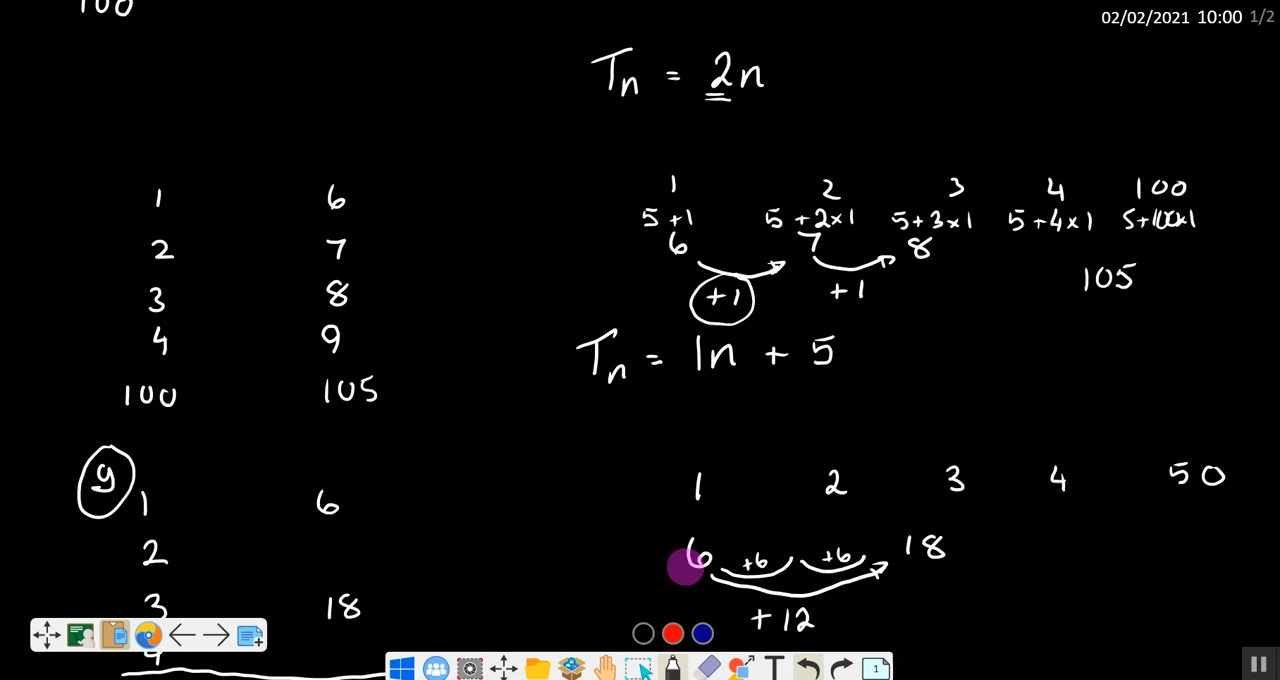 100
02/02/2021 10:00 1/2
Tn = 2n
1 6
2 7
3 8
4 9
100 105
1 2 3 4 100
5+1 5+2×1 5+3×1 5+4×1 5+100×1
6 7 8
+1 +1
105
Tn = 1n + 5
g
1 6
2
3 18
4
1 2 3 4 50
6 +6 +6 18
+12
T
1